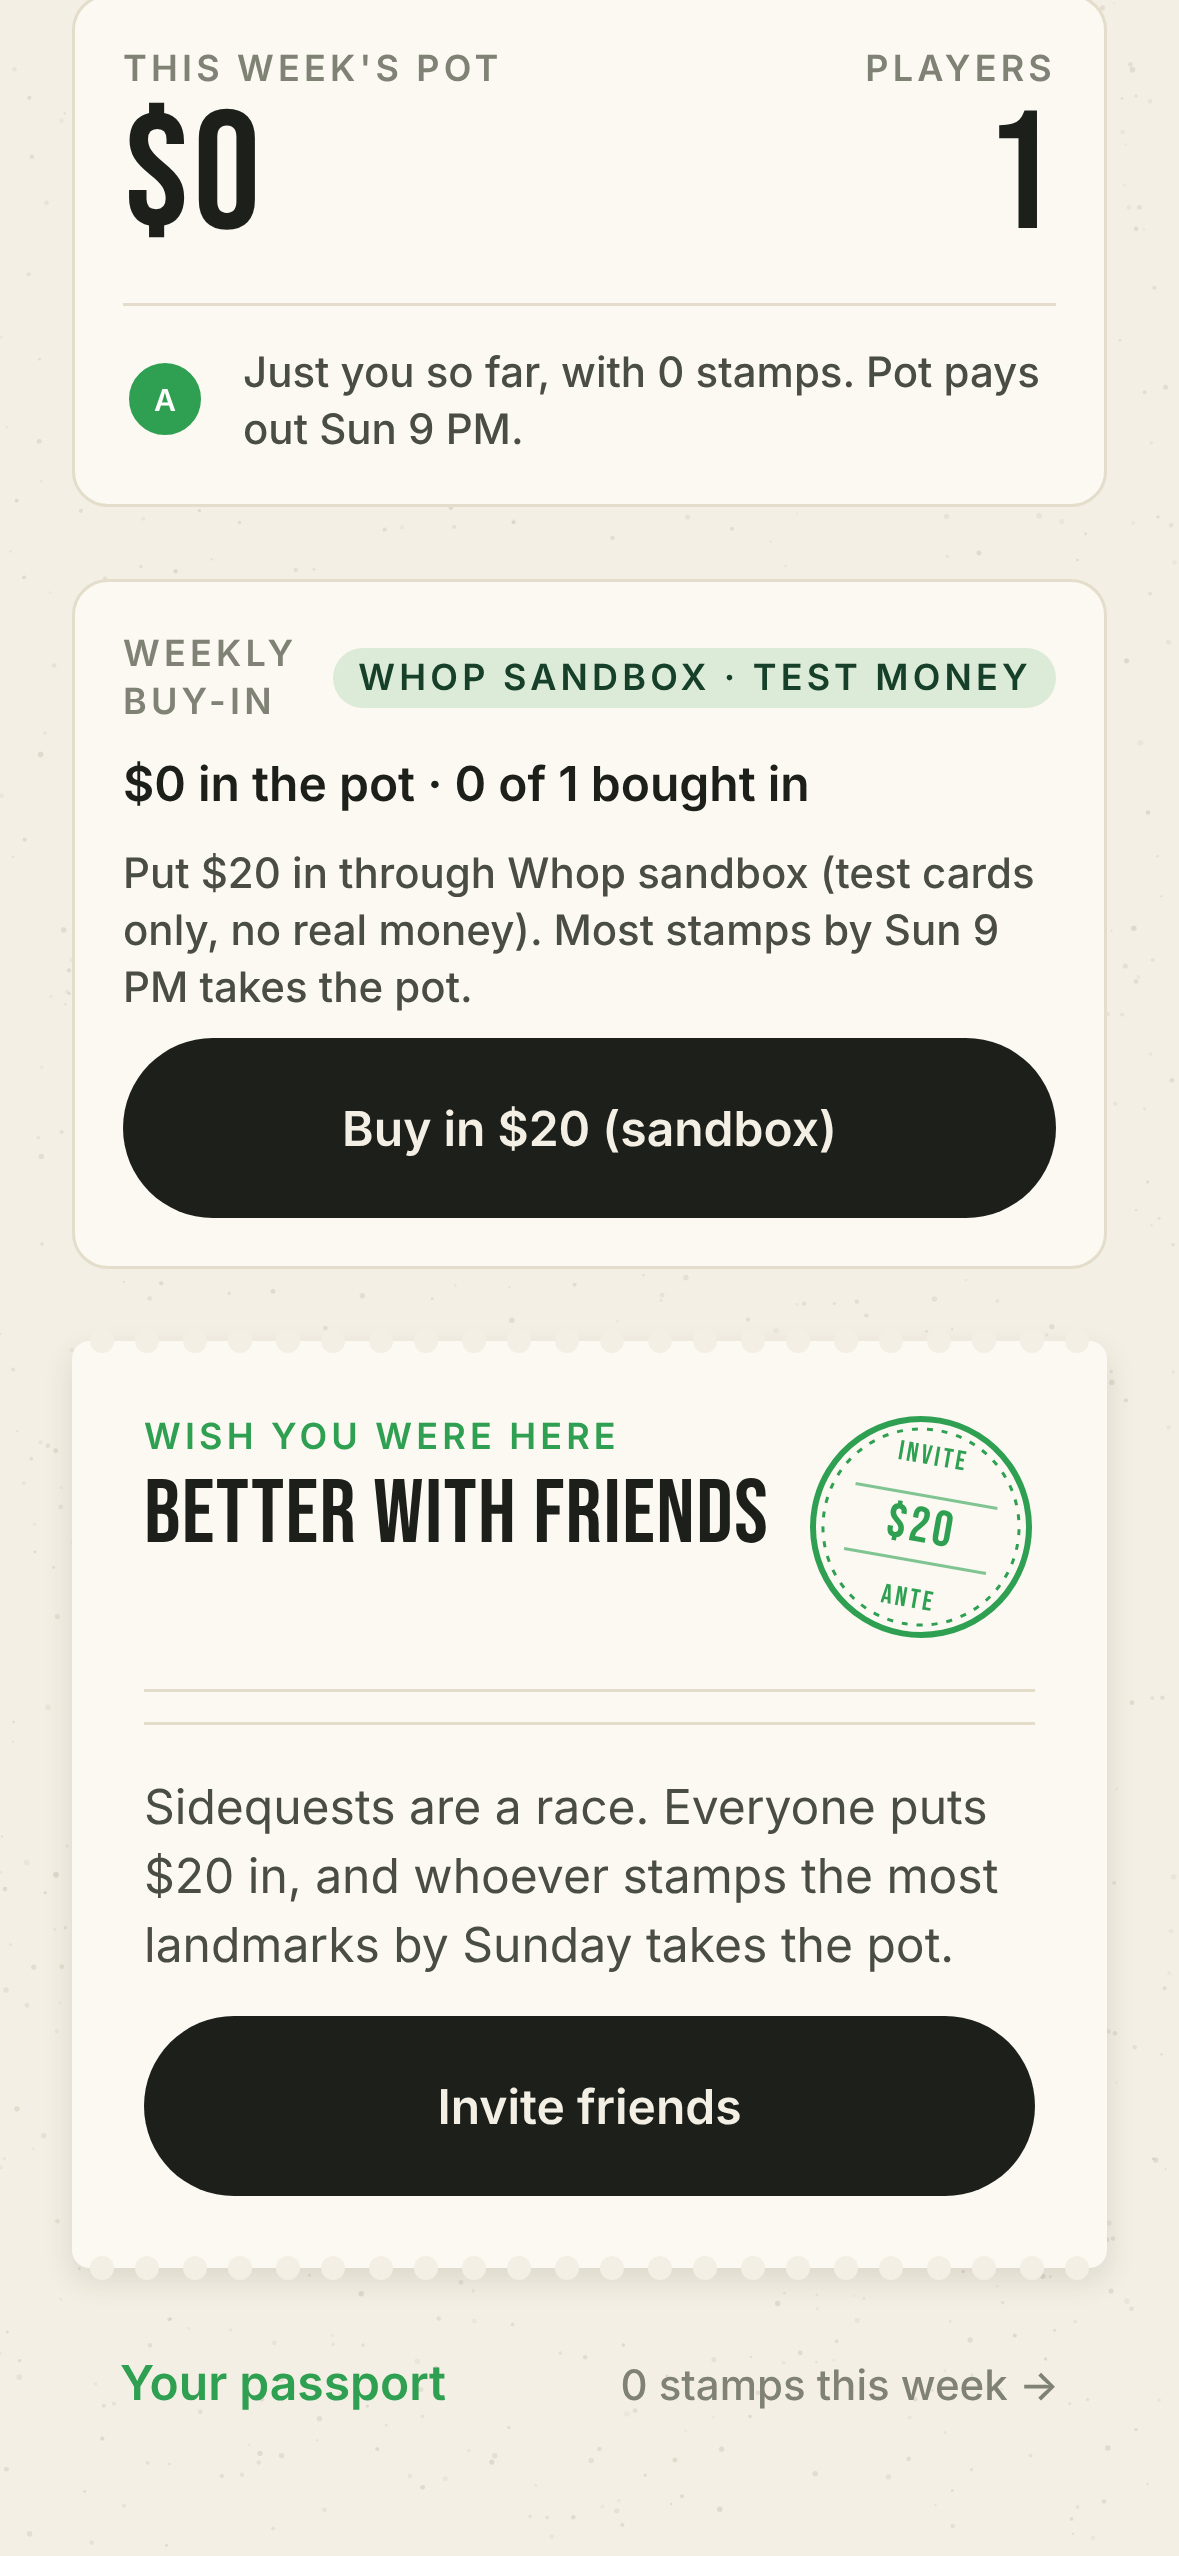 THIS WEEK'S POT
PLAYERS
$0
1
A
Just you so far, with 0 stamps. Pot pays
out Sun 9 PM.
WEEKLY
BUY-IN
WHOP SANDBOX · TEST MONEY
$0 in the pot · 0 of 1 bought in
Put $20 in through Whop sandbox (test cards
only, no real money). Most stamps by Sun 9
PM takes the pot.
Buy in $20 (sandbox)
WISH YOU WERE HERE
BETTER WITH FRIENDS
INVITE
$20
ANTE
Sidequests are a race. Everyone puts
$20 in, and whoever stamps the most
landmarks by Sunday takes the pot.
Invite friends
Your passport
0 stamps this week →